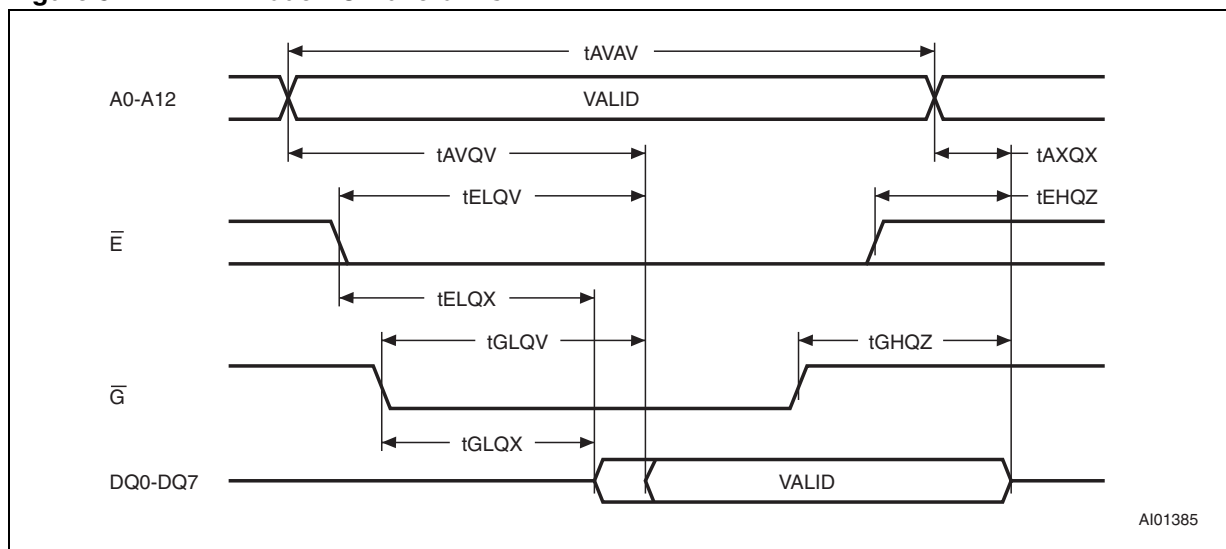 tAVAV
A0-A12
VALID
tAVQV
tAXQX
tELQV
tEHQZ
E̅
tELQX
tGLQV
tGHQZ
G̅
tGLQX
DQ0-DQ7
VALID
AI01385